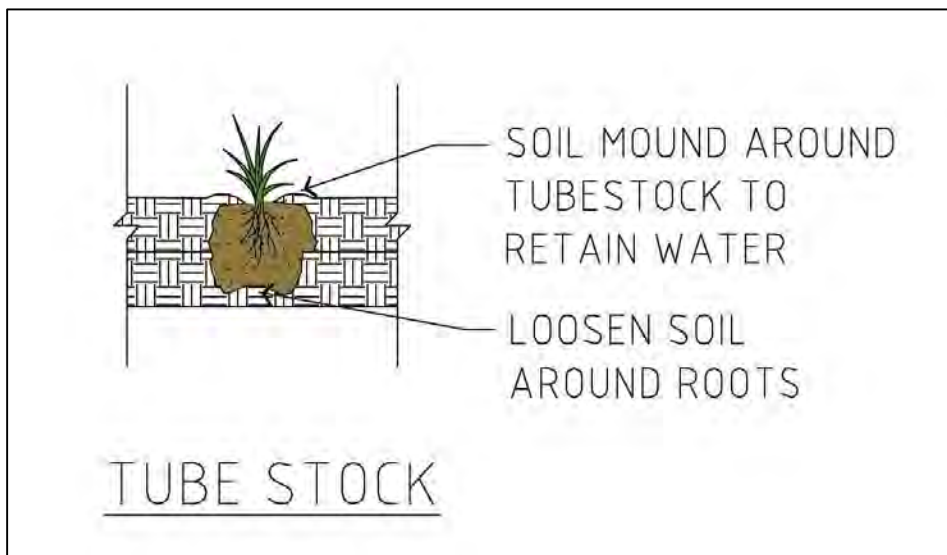 SOIL MOUND AROUND
TUBESTOCK TO
RETAIN WATER
LOOSEN SOIL
AROUND ROOTS
TUBE STOCK